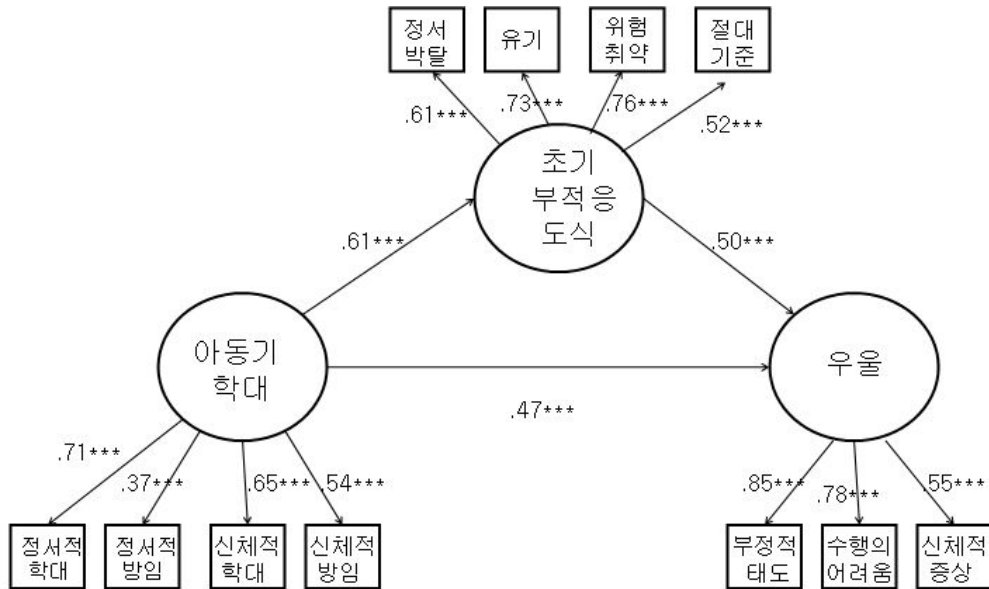 정서
박탈
유기
위험
취약
절대
기준
.61***
.73***
.76***
.52***
초기
부적응
도식
.61***
.50***
아동기
학대
우울
.47***
.71***
.37***
.65***
.54***
.85***
.78***
.55***
정서적
학대
정서적
방임
신체적
학대
신체적
방임
부정적
태도
수행의
어려움
신체적
증상